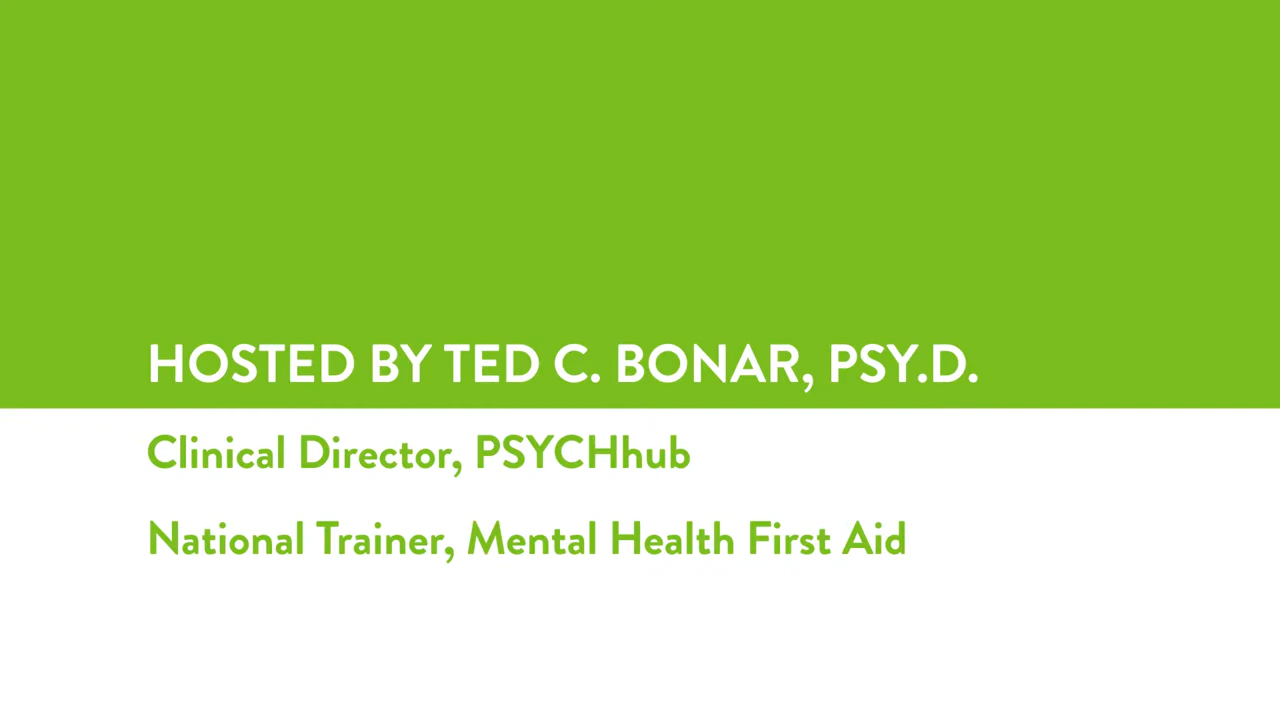 HOSTED BY TED C. BONAR, PSY.D.
Clinical Director, PSYCHhub
National Trainer, Mental Health First Aid